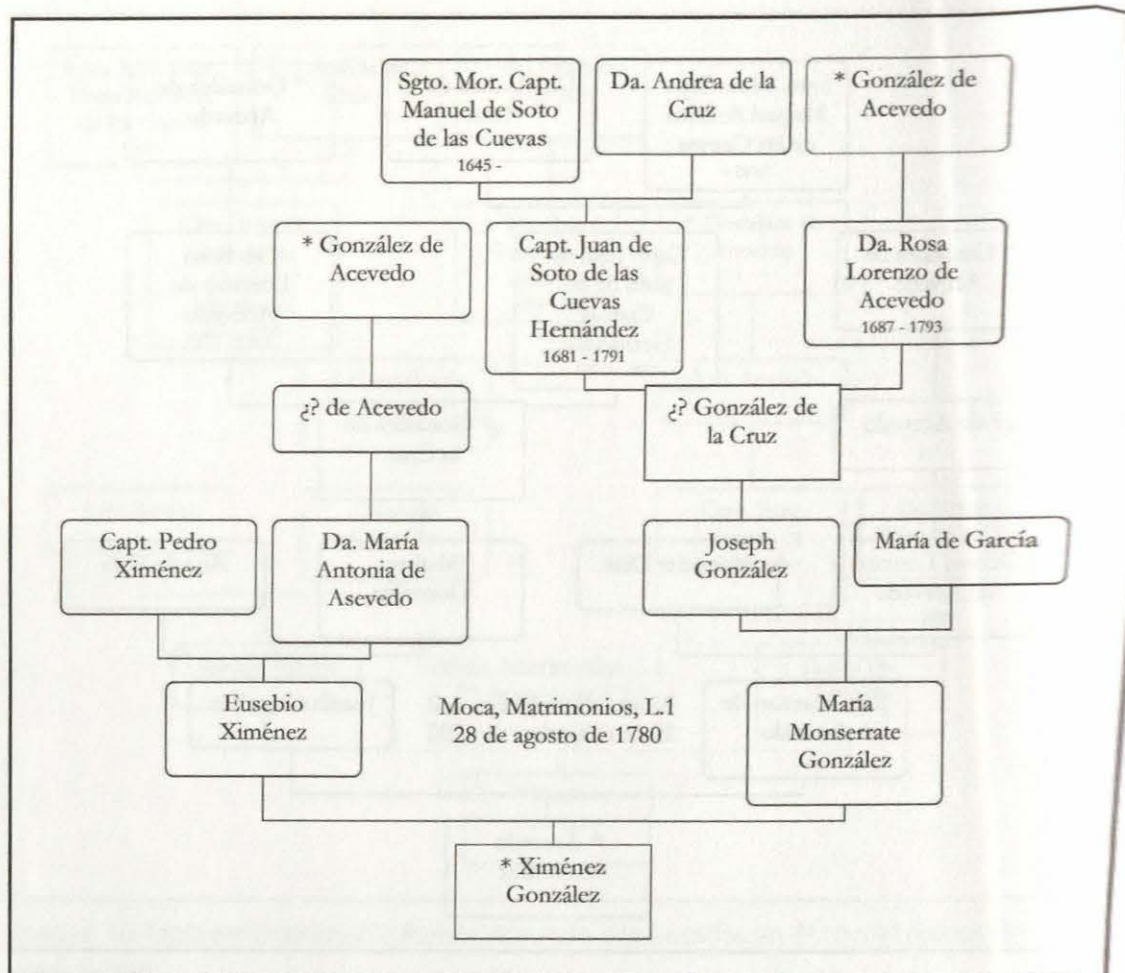 Sgto. Mor. Capt.
Manuel de Soto
de las Cuevas
1645 -
Da. Andrea de la
Cruz
* González de
Acevedo
* González de
Acevedo
Capt. Juan de
Soto de las
Cuevas
Hernández
1681 - 1791
Da. Rosa
Lorenzo de
Acevedo
1687 - 1793
¿? de Acevedo
¿? González de
la Cruz
Capt. Pedro
Ximénez
Da. María
Antonia de
Asevedo
Joseph
González
María de García
Eusebio
Ximénez
Moca, Matrimonios, L.1
28 de agosto de 1780
María
Monserrate
González
* Ximénez
González